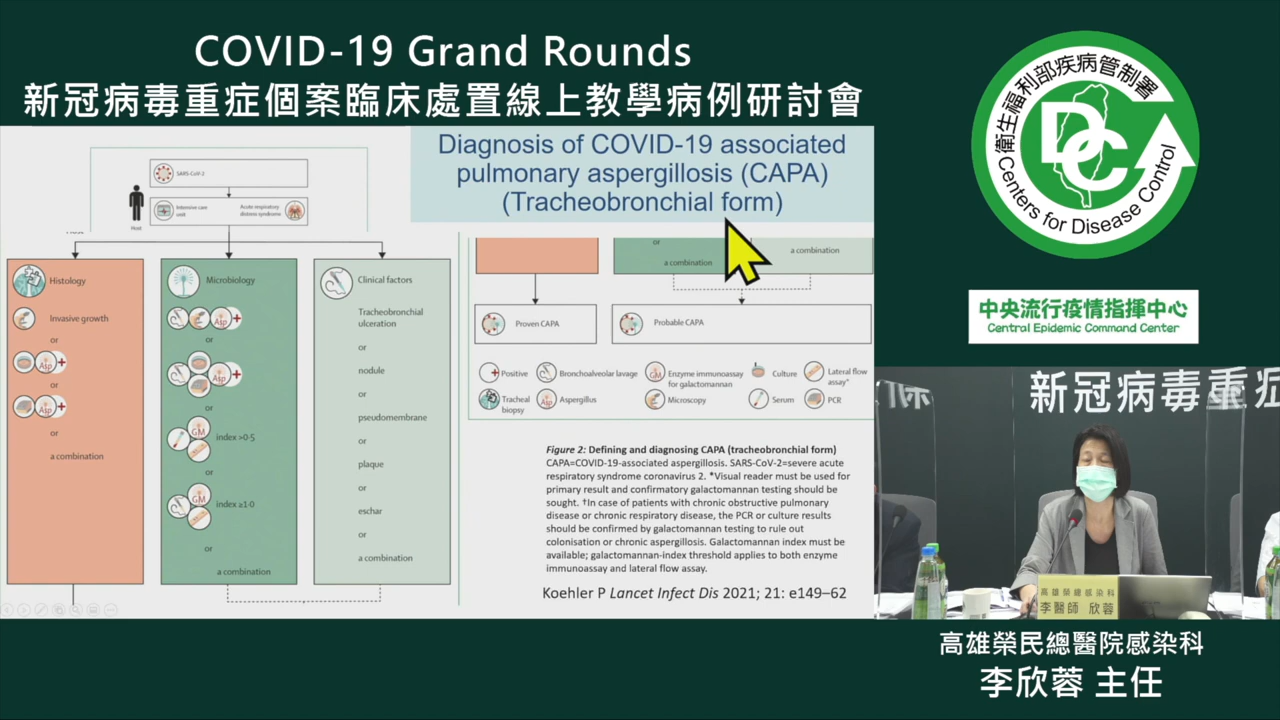 COVID-19 Grand Rounds
新冠病毒重症個案臨床處置線上教學病例研討會
Diagnosis of COVID-19 associated
pulmonary aspergillosis (CAPA)
(Tracheobronchial form)
SARS-CoV-2
Host
Intensive care
unit
Acute respiratory
distress syndrome
Histology
Invasive growth
or
Asp
or
Asp
or
a combination
Microbiology
Asp
or
Asp
or
GM
index >0·5
or
GM
index ≥1·0
or
a combination
Clinical factors
Tracheobronchial
ulceration
or
nodule
or
pseudomembrane
or
plaque
or
eschar
or
a combination
or
a combination
a combination
Proven CAPA
Probable CAPA
Positive
Bronchoalveolar lavage
GM
Enzyme immunoassay
for galactomannan
Culture
Lateral flow
assay*
Tracheal
biopsy
Asp
Aspergillus
Microscopy
Serum
PCR
Figure 2: Defining and diagnosing CAPA (tracheobronchial form)
CAPA=COVID-19-associated aspergillosis. SARS-CoV-2=severe acute
respiratory syndrome coronavirus 2. *Visual reader must be used for
primary result and confirmatory galactomannan testing should be
sought. †In case of patients with chronic obstructive pulmonary
disease or chronic respiratory disease, the PCR or culture results
should be confirmed by galactomannan testing to rule out
colonisation or chronic aspergillosis. Galactomannan index must be
available; galactomannan-index threshold applies to both enzyme
immunoassay and lateral flow assay.
Koehler P Lancet Infect Dis 2021; 21: e149–62
衛生福利部疾病管制署
CDC
Centers for Disease Control
中央流行疫情指揮中心
Central Epidemic Command Center
新冠病毒重症
高雄榮總感染科
李醫師 欣蓉
高雄榮民總醫院感染科
李欣蓉 主任